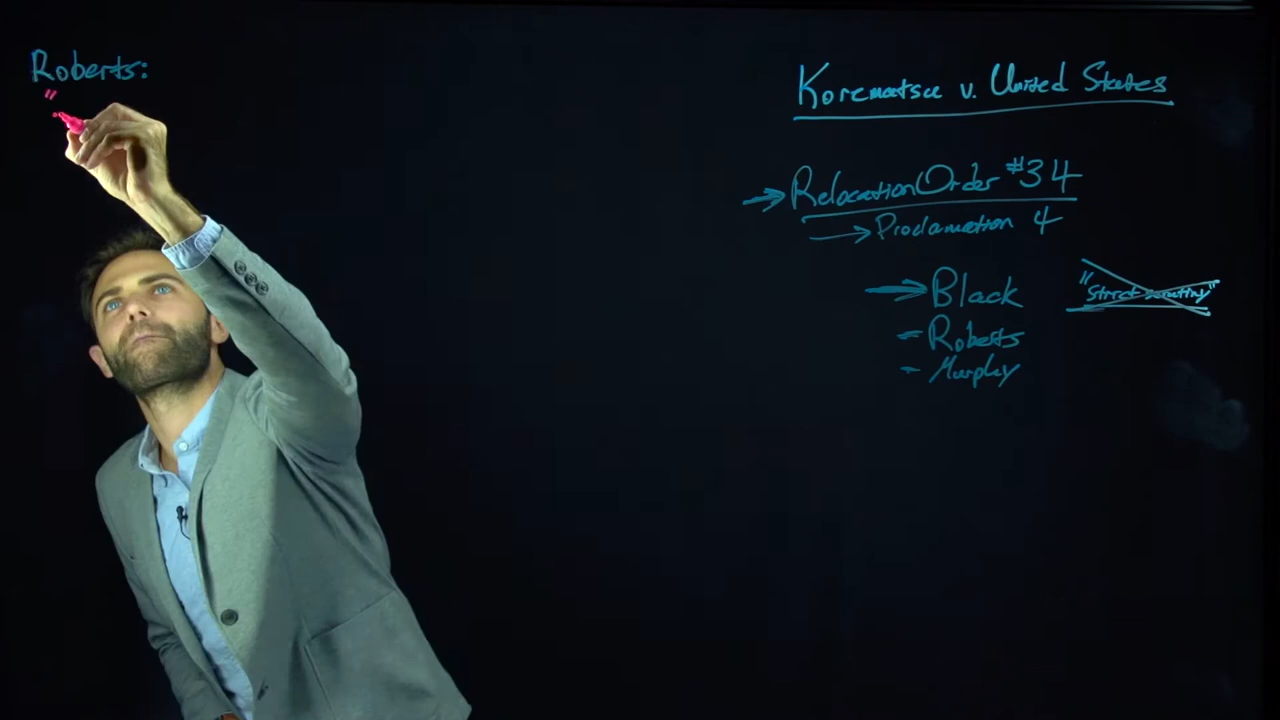 Roberts:
"
Korematsu v. United States
→ Relocation Order #34
→ Proclamation 4
→ Black
"Strict scrutiny"
- Roberts
- Murphy